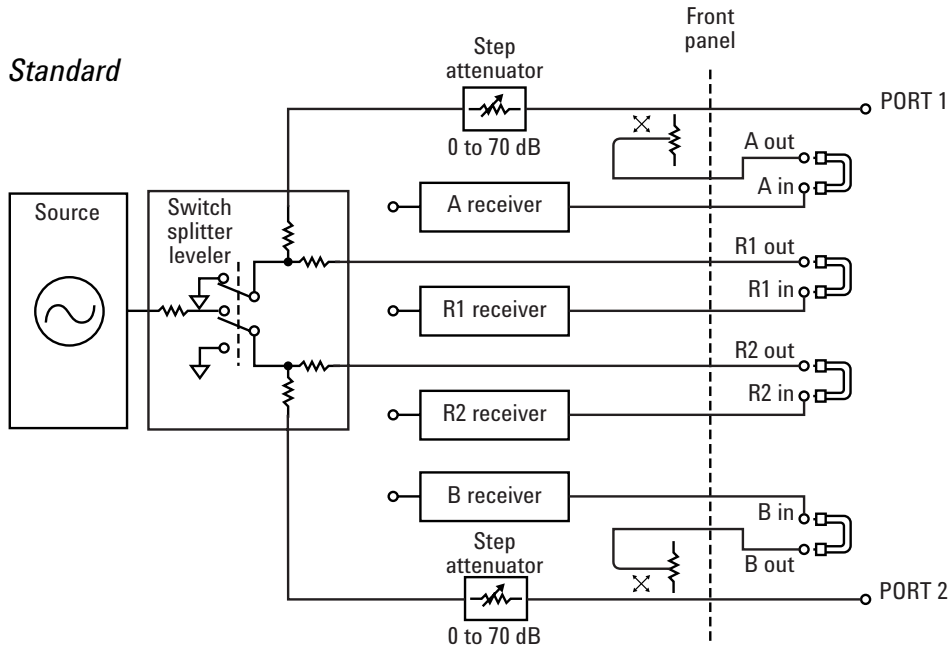 Standard
Front
panel
Step
attenuator
0 to 70 dB
PORT 1
A out
A in
A receiver
Source
Switch
splitter
leveler
R1 out
R1 in
R1 receiver
R2 out
R2 in
R2 receiver
B receiver
B in
B out
Step
attenuator
0 to 70 dB
PORT 2